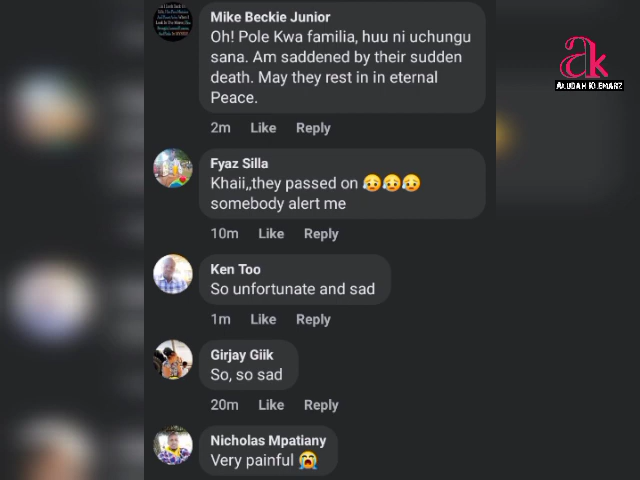 Mike Beckie Junior
Oh! Pole Kwa familia, huu ni uchungu
sana. Am saddened by their sudden
death. May they rest in in eternal
Peace.
2m Like Reply
Fyaz Silla
Khaii,,they passed on 😥😥😥
somebody alert me
10m Like Reply
Ken Too
So unfortunate and sad
1m Like Reply
Girjay Giik
So, so sad
20m Like Reply
Nicholas Mpatiany
Very painful 😭
ak